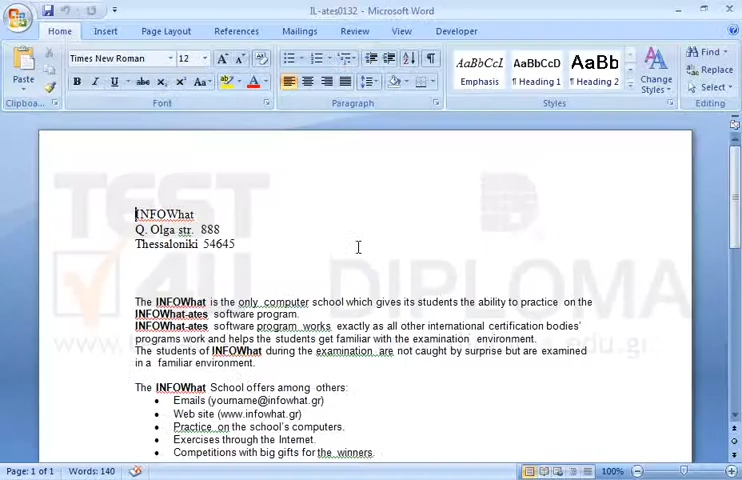 IL-ates0132 - Microsoft Word
Home Insert Page Layout References Mailings Review View Developer
Paste
Times New Roman 12
AaBbCcI AaBbCcD AaBb
Emphasis ¶ Heading 1 ¶ Heading 2
Change Styles
Find
Replace
Select
Clipboa... Font Paragraph Styles Editing
TEST 4U DIPLOMA
INFOWhat
Q. Olga str. 888
Thessaloniki 54645
The INFOWhat is the only computer school which gives its students the ability to practice on the
INFOWhat-ates software program.
INFOWhat-ates software program works exactly as all other international certification bodies'
programs work and helps the students get familiar with the examination environment.
The students of INFOWhat during the examination are not caught by surprise but are examined
in a familiar environment.
The INFOWhat School offers among others:
• Emails (yourname@infowhat.gr)
• Web site (www.infowhat.gr)
• Practice on the school's computers.
• Exercises through the Internet.
• Competitions with big gifts for the winners.
Page: 1 of 1 Words: 140 100%